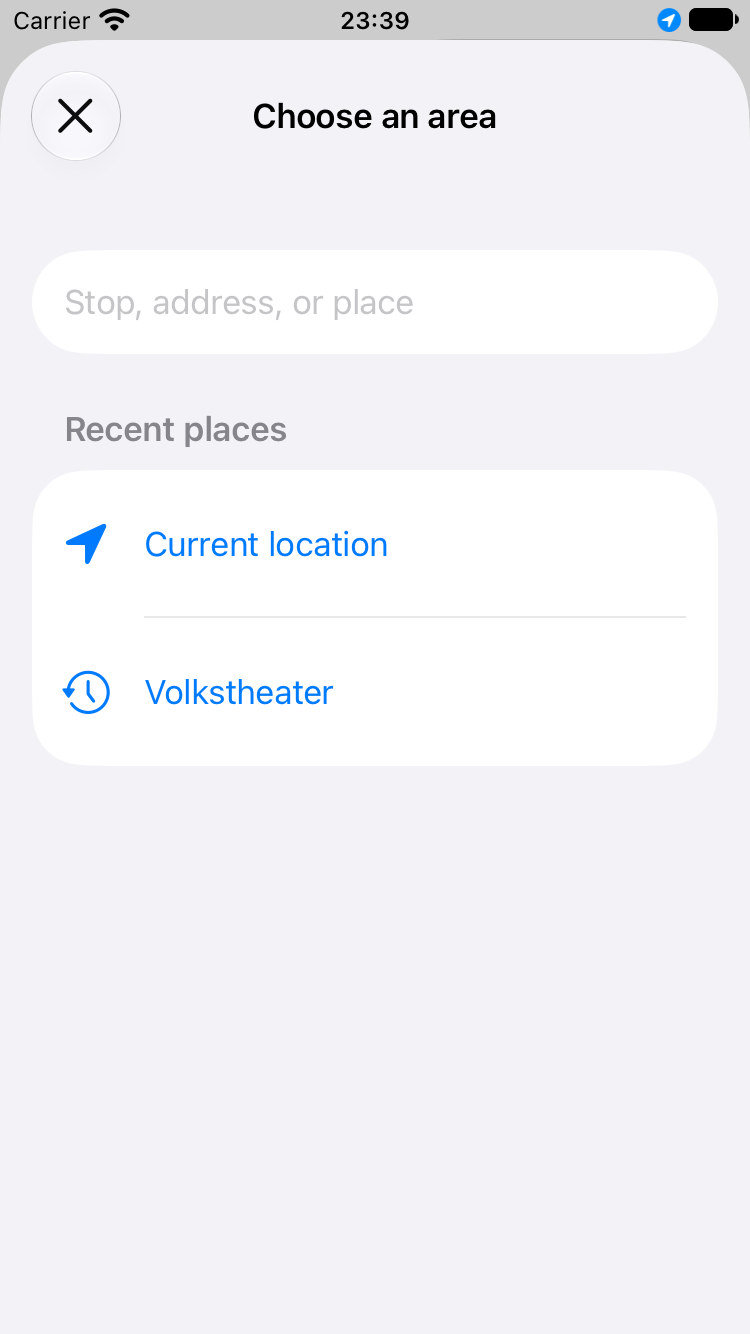 Carrier 23:39
Choose an area
Stop, address, or place
Recent places
Current location
Volkstheater